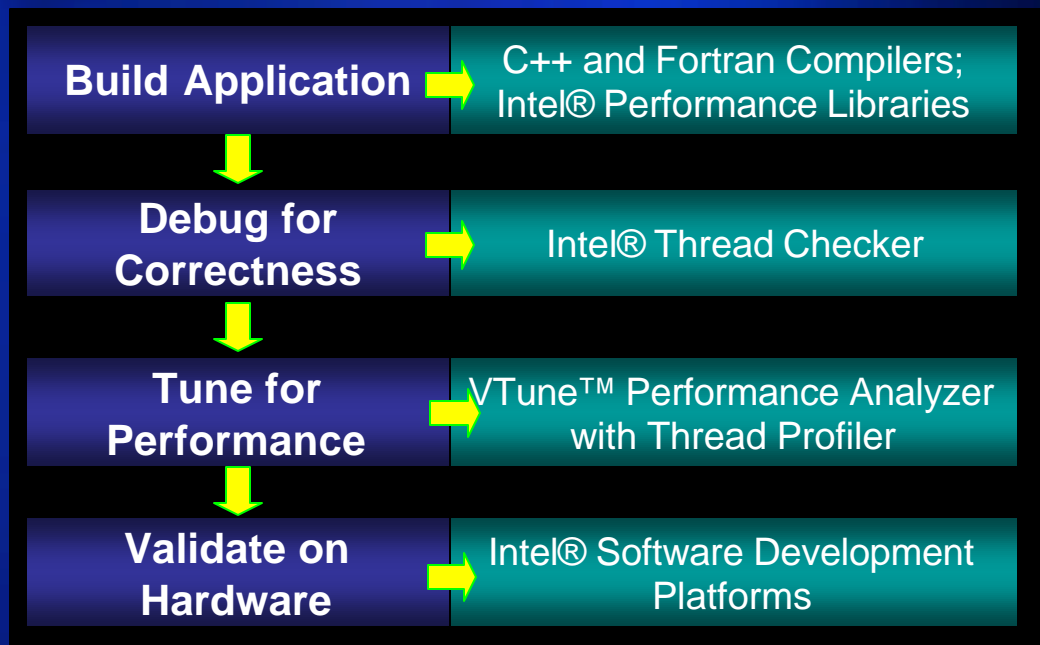 Build Application
C++ and Fortran Compilers;
Intel® Performance Libraries
Debug for
Correctness
Intel® Thread Checker
Tune for
Performance
VTune™ Performance Analyzer
with Thread Profiler
Validate on
Hardware
Intel® Software Development
Platforms